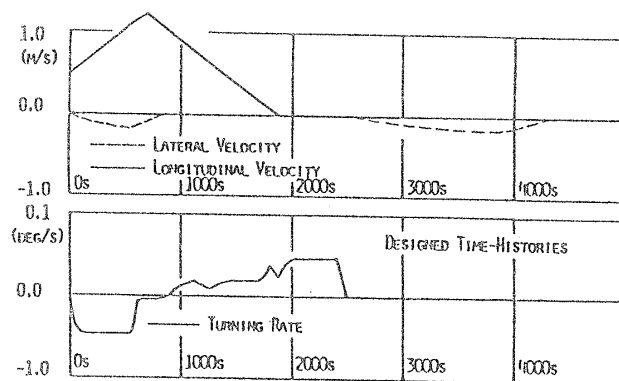 1.0
(M/S)
0.0
LATERAL VELOCITY
LONGITUDINAL VELOCITY
-1.0
0s 1000s 2000s 3000s 4000s
0.1
(DEG/S)
DESIGNED TIME-HISTORIES
0.0
TURNING RATE
-1.0
0s 1000s 2000s 3000s 4000s